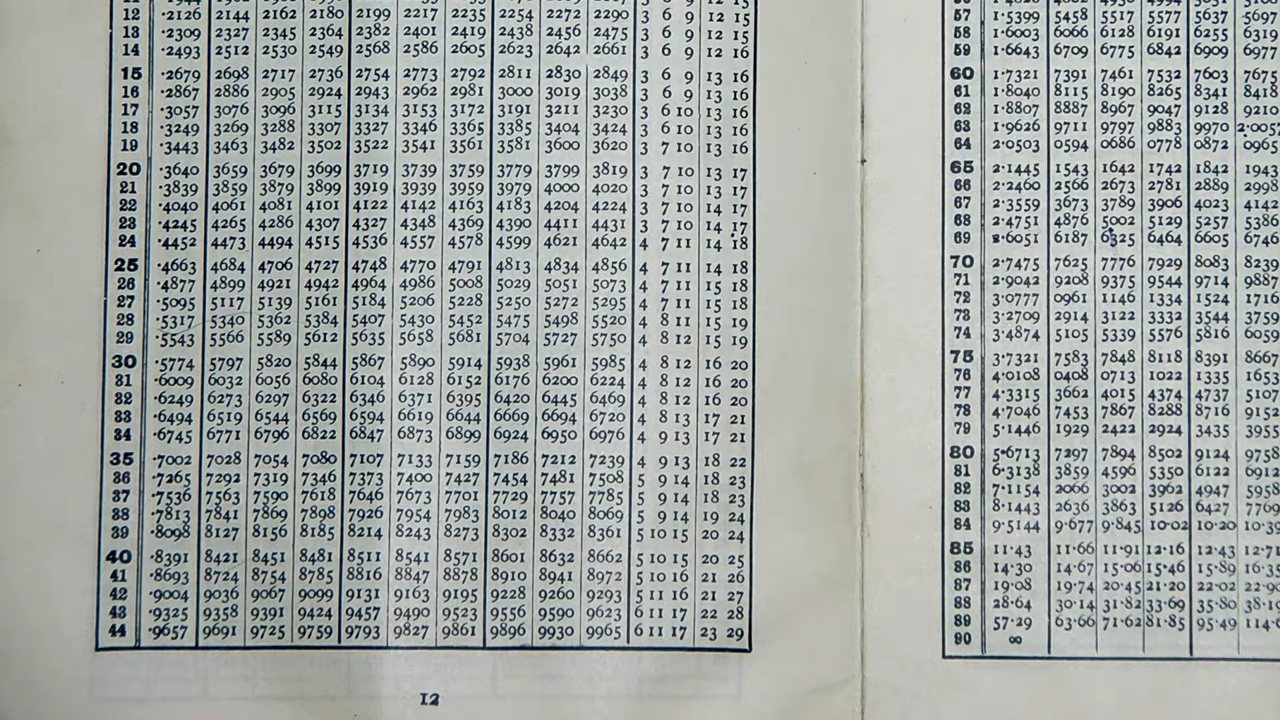 12 ·2126 2144 2162 2180 2199 2217 2235 2254 2272 2290 3 6 9 12 15
13 ·2309 2327 2345 2364 2382 2401 2419 2438 2456 2475 3 6 9 12 15
14 ·2493 2512 2530 2549 2568 2586 2605 2623 2642 2661 3 6 9 12 16
15 ·2679 2698 2717 2736 2754 2773 2792 2811 2830 2849 3 6 9 13 16
16 ·2867 2886 2905 2924 2943 2962 2981 3000 3019 3038 3 6 9 13 16
17 ·3057 3076 3096 3115 3134 3153 3172 3191 3211 3230 3 6 10 13 16
18 ·3249 3269 3288 3307 3327 3346 3365 3385 3404 3424 3 6 10 13 16
19 ·3443 3463 3482 3502 3522 3541 3561 3581 3600 3620 3 7 10 13 16
20 ·3640 3659 3679 3699 3719 3739 3759 3779 3799 3819 3 7 10 13 17
21 ·3839 3859 3879 3899 3919 3939 3959 3979 4000 4020 3 7 10 13 17
22 ·4040 4061 4081 4101 4122 4142 4163 4183 4204 4224 3 7 10 14 17
23 ·4245 4265 4286 4307 4327 4348 4369 4390 4411 4431 3 7 10 14 17
24 ·4452 4473 4494 4515 4536 4557 4578 4599 4621 4642 4 7 11 14 18
25 ·4663 4684 4706 4727 4748 4770 4791 4813 4834 4856 4 7 11 14 18
26 ·4877 4899 4921 4942 4964 4986 5008 5029 5051 5073 4 7 11 15 18
27 ·5095 5117 5139 5161 5184 5206 5228 5250 5272 5295 4 7 11 15 18
28 ·5317 5340 5362 5384 5407 5430 5452 5475 5498 5520 4 8 11 15 19
29 ·5543 5566 5589 5612 5635 5658 5681 5704 5727 5750 4 8 12 15 19
30 ·5774 5797 5820 5844 5867 5890 5914 5938 5961 5985 4 8 12 16 20
31 ·6009 6032 6056 6080 6104 6128 6152 6176 6200 6224 4 8 12 16 20
32 ·6249 6273 6297 6322 6346 6371 6395 6420 6445 6469 4 8 12 16 20
33 ·6494 6519 6544 6569 6594 6619 6644 6669 6694 6720 4 8 13 17 21
34 ·6745 6771 6796 6822 6847 6873 6899 6924 6950 6976 4 9 13 17 21
35 ·7002 7028 7054 7080 7107 7133 7159 7186 7212 7239 4 9 13 18 22
36 ·7265 7292 7319 7346 7373 7400 7427 7454 7481 7508 5 9 14 18 23
37 ·7536 7563 7590 7618 7646 7673 7701 7729 7757 7785 5 9 14 18 23
38 ·7813 7841 7869 7898 7926 7954 7983 8012 8040 8069 5 9 14 19 24
39 ·8098 8127 8156 8185 8214 8243 8273 8302 8332 8361 5 10 15 20 24
40 ·8391 8421 8451 8481 8511 8541 8571 8601 8632 8662 5 10 15 20 25
41 ·8693 8724 8754 8785 8816 8847 8878 8910 8941 8972 5 10 16 21 26
42 ·9004 9036 9067 9099 9131 9163 9195 9228 9260 9293 5 11 16 21 27
43 ·9325 9358 9391 9424 9457 9490 9523 9556 9590 9623 6 11 17 22 28
44 ·9657 9691 9725 9759 9793 9827 9861 9896 9930 9965 6 11 17 23 29
12
57 1·5399 5458 5517 5577 5637 5697
58 1·6003 6066 6128 6191 6255 6319
59 1·6643 6709 6775 6842 6909 6977
60 1·7321 7391 7461 7532 7603 7675
61 1·8040 8115 8190 8265 8341 8418
62 1·8807 8887 8967 9047 9128 9210
63 1·9626 9711 9797 9883 9970 2·005
64 2·0503 0594 0686 0778 0872 0965
65 2·1445 1543 1642 1742 1842 1943
66 2·2460 2566 2673 2781 2889 2998
67 2·3559 3673 3789 3906 4023 4142
68 2·4751 4876 5002 5129 5257 5386
69 2·6051 6187 6325 6464 6605 6746
70 2·7475 7625 7776 7929 8083 8239
71 2·9042 9208 9375 9544 9714 9887
72 3·0777 0961 1146 1334 1524 1716
73 3·2709 2914 3122 3332 3544 3759
74 3·4874 5105 5339 5576 5816 6059
75 3·7321 7583 7848 8118 8391 8667
76 4·0108 0408 0713 1022 1335 1653
77 4·3315 3662 4015 4374 4737 5107
78 4·7046 7453 7867 8288 8716 9152
79 5·1446 1929 2422 2924 3435 3955
80 5·6713 7297 7894 8502 9124 9758
81 6·3138 3859 4596 5350 6122 6912
82 7·1154 2066 3002 3962 4947 5958
83 8·1443 2636 3863 5126 6427 7769
84 9·5144 9·677 9·845 10·02 10·20
85 11·43 11·66 11·91 12·16 12·43 12·71
86 14·30 14·67 15·06 15·46 15·89
87 19·08 19·74 20·45 21·20 22·02
88 28·64 30·14 31·82 33·69 35·80
89 57·29 63·66 71·62 81·85 95·49
90 ∞